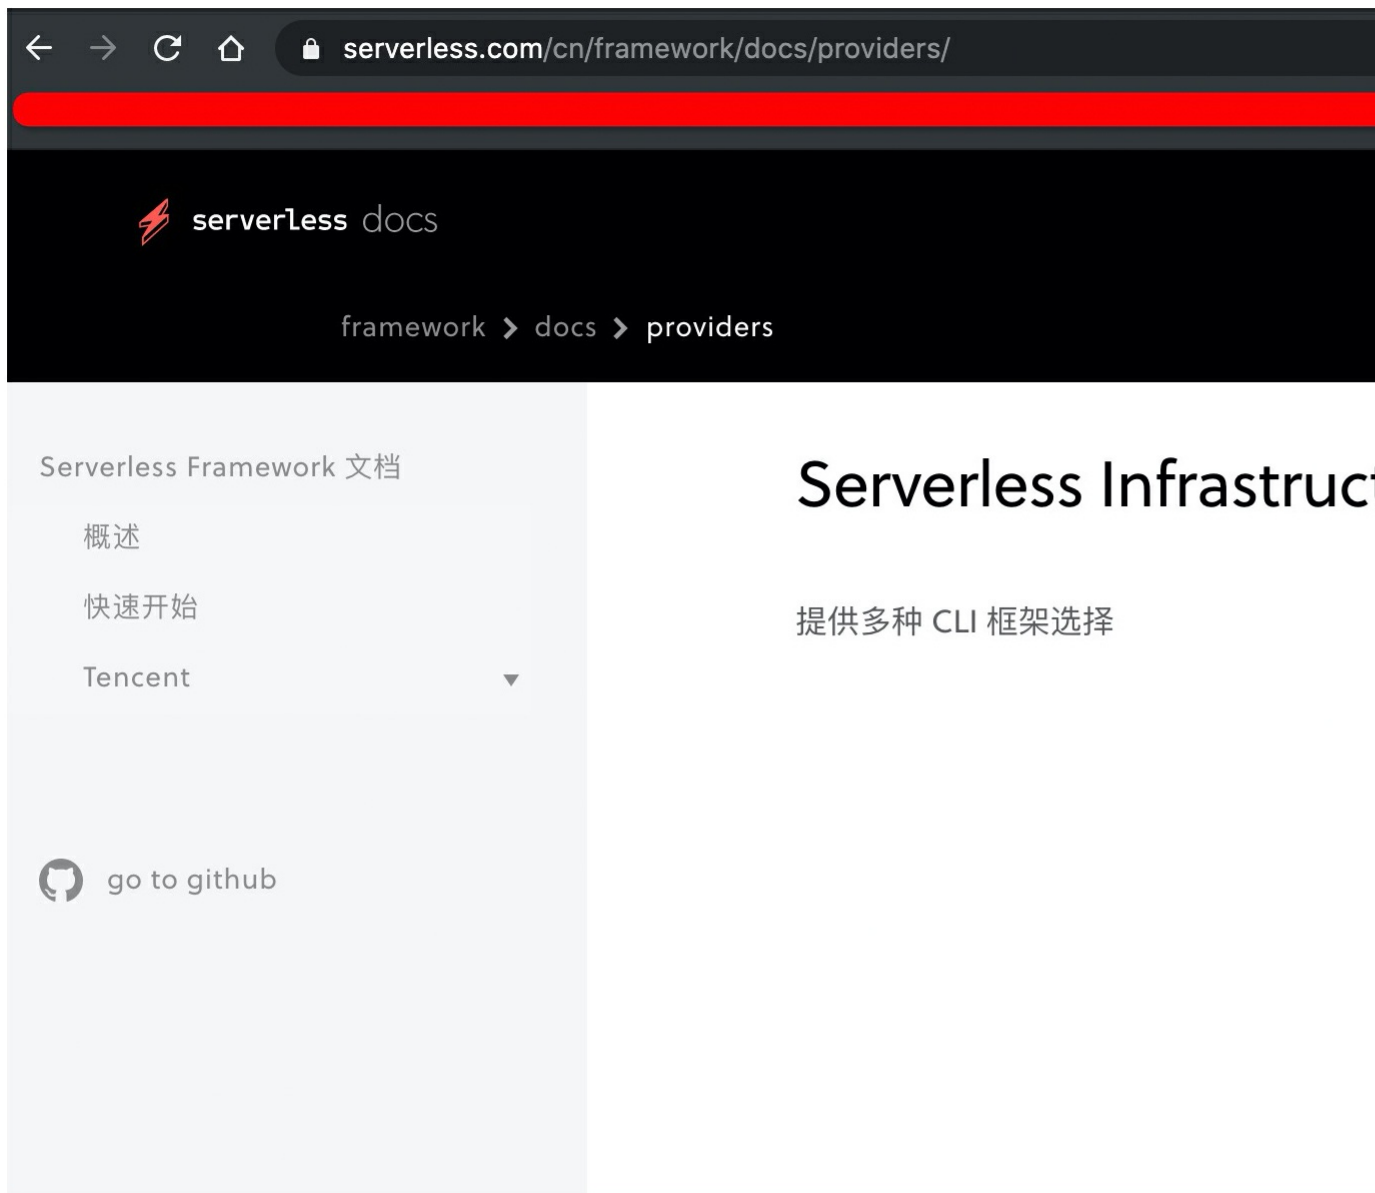 serverless.com/cn/framework/docs/providers/
serverless docs
framework > docs > providers
Serverless Framework 文档
概述
快速开始
Tencent
go to github
Serverless Infrastruc
提供多种 CLI 框架选择